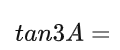 tan3A =